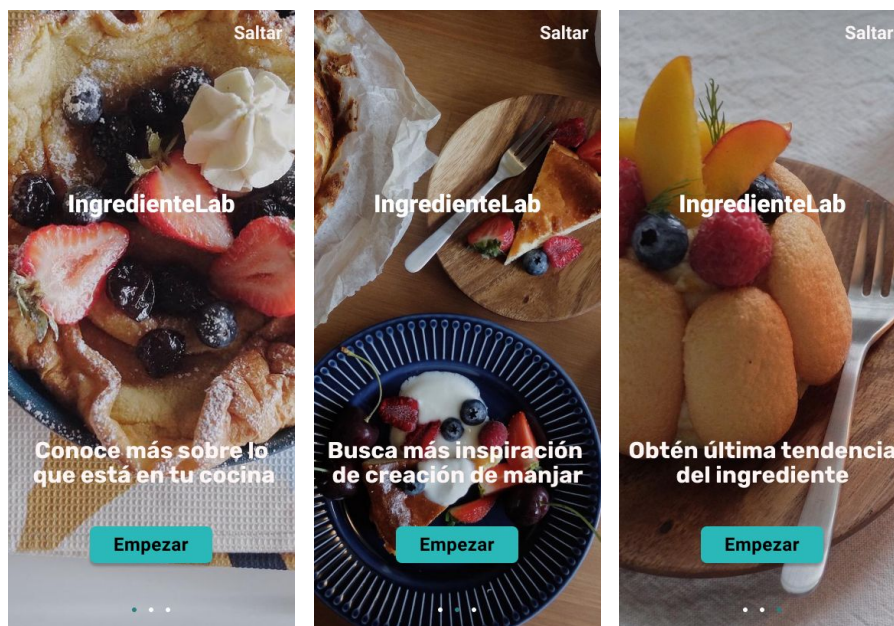 Saltar
IngredienteLab
Conoce más sobre lo
que está en tu cocina
Empezar
Saltar
IngredienteLab
Busca más inspiración
de creación de manjar
Empezar
Saltar
IngredienteLab
Obtén última tendencia
del ingrediente
Empezar